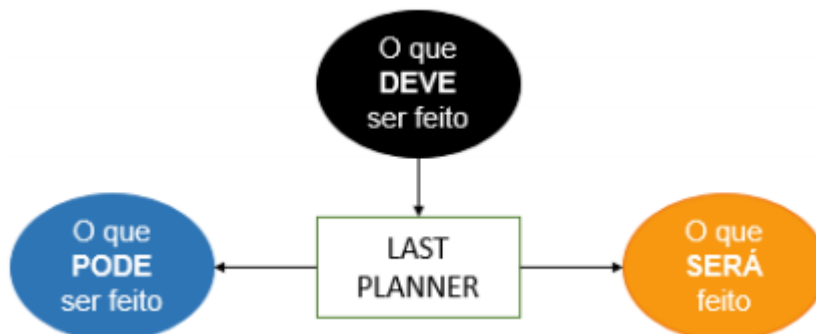 O que
DEVE
ser feito
O que
PODE
ser feito
LAST
PLANNER
O que
SERÁ
feito